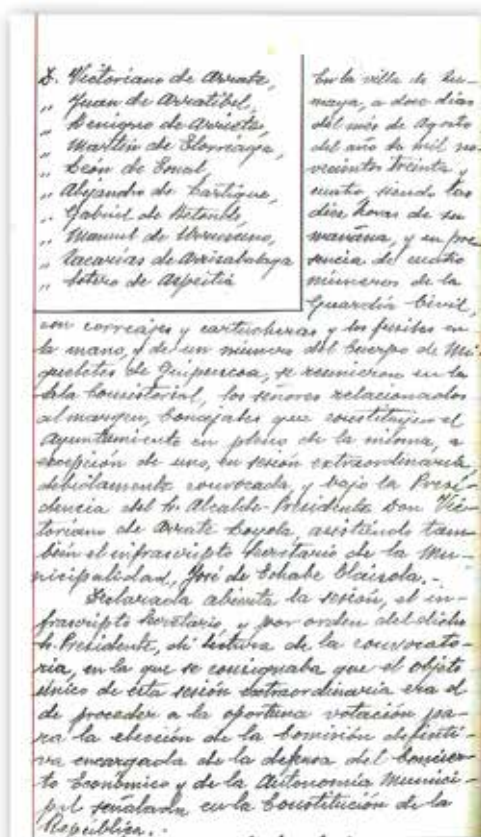 D. Victoriano de Arrate,
„ Juan de Arratibel,
„ Benigno de Arrieta,
„ Martín de Elorriaga,
„ León de
„ Alejandro de
„ Gabriel de
„ Manuel de
„ Zacarías de Arrizabalaga
„ Sotero de Aspeitia
En la villa de Zu-
maya, a doce días
del mes de Agosto
del año de mil no-
vecientos treinta y
cuatro siendo las
diez horas de su
mañana, y en pre-
sencia de cuatro
números de la
Guardia Civil,
con correajes y cartucheras y los fusiles en
la mano, y de un número del Cuerpo de Mi-
queletes de Guipúzcoa, se reunieron en la
Sala Consistorial, los señores relacionados
al margen, Concejales que constituyen el
Ayuntamiento en pleno de la misma, a
excepción de uno, en sesión extraordinaria,
debidamente convocada, y bajo la Presi-
dencia del Sr. Alcalde-Presidente Don Vic-
toriano de Arrate Loyola, asistiendo tam-
bién el infrascripto Secretario de la Mu-
nicipalidad, José de Echabe Olaizola.-
Declarada abierta la sesión, el in-
frascripto Secretario, y por orden del dicho
Sr. Presidente, dí lectura de la convocato-
ria, en la que se consignaba que el objeto
único de esta sesión extraordinaria era el
de proceder a la oportuna votación pa-
ra la elección de la Comisión definiti-
va encargada de la defensa del Concier-
to Económico y de la Autonomía Munici-
pal señalada en la Constitución de la
República.-